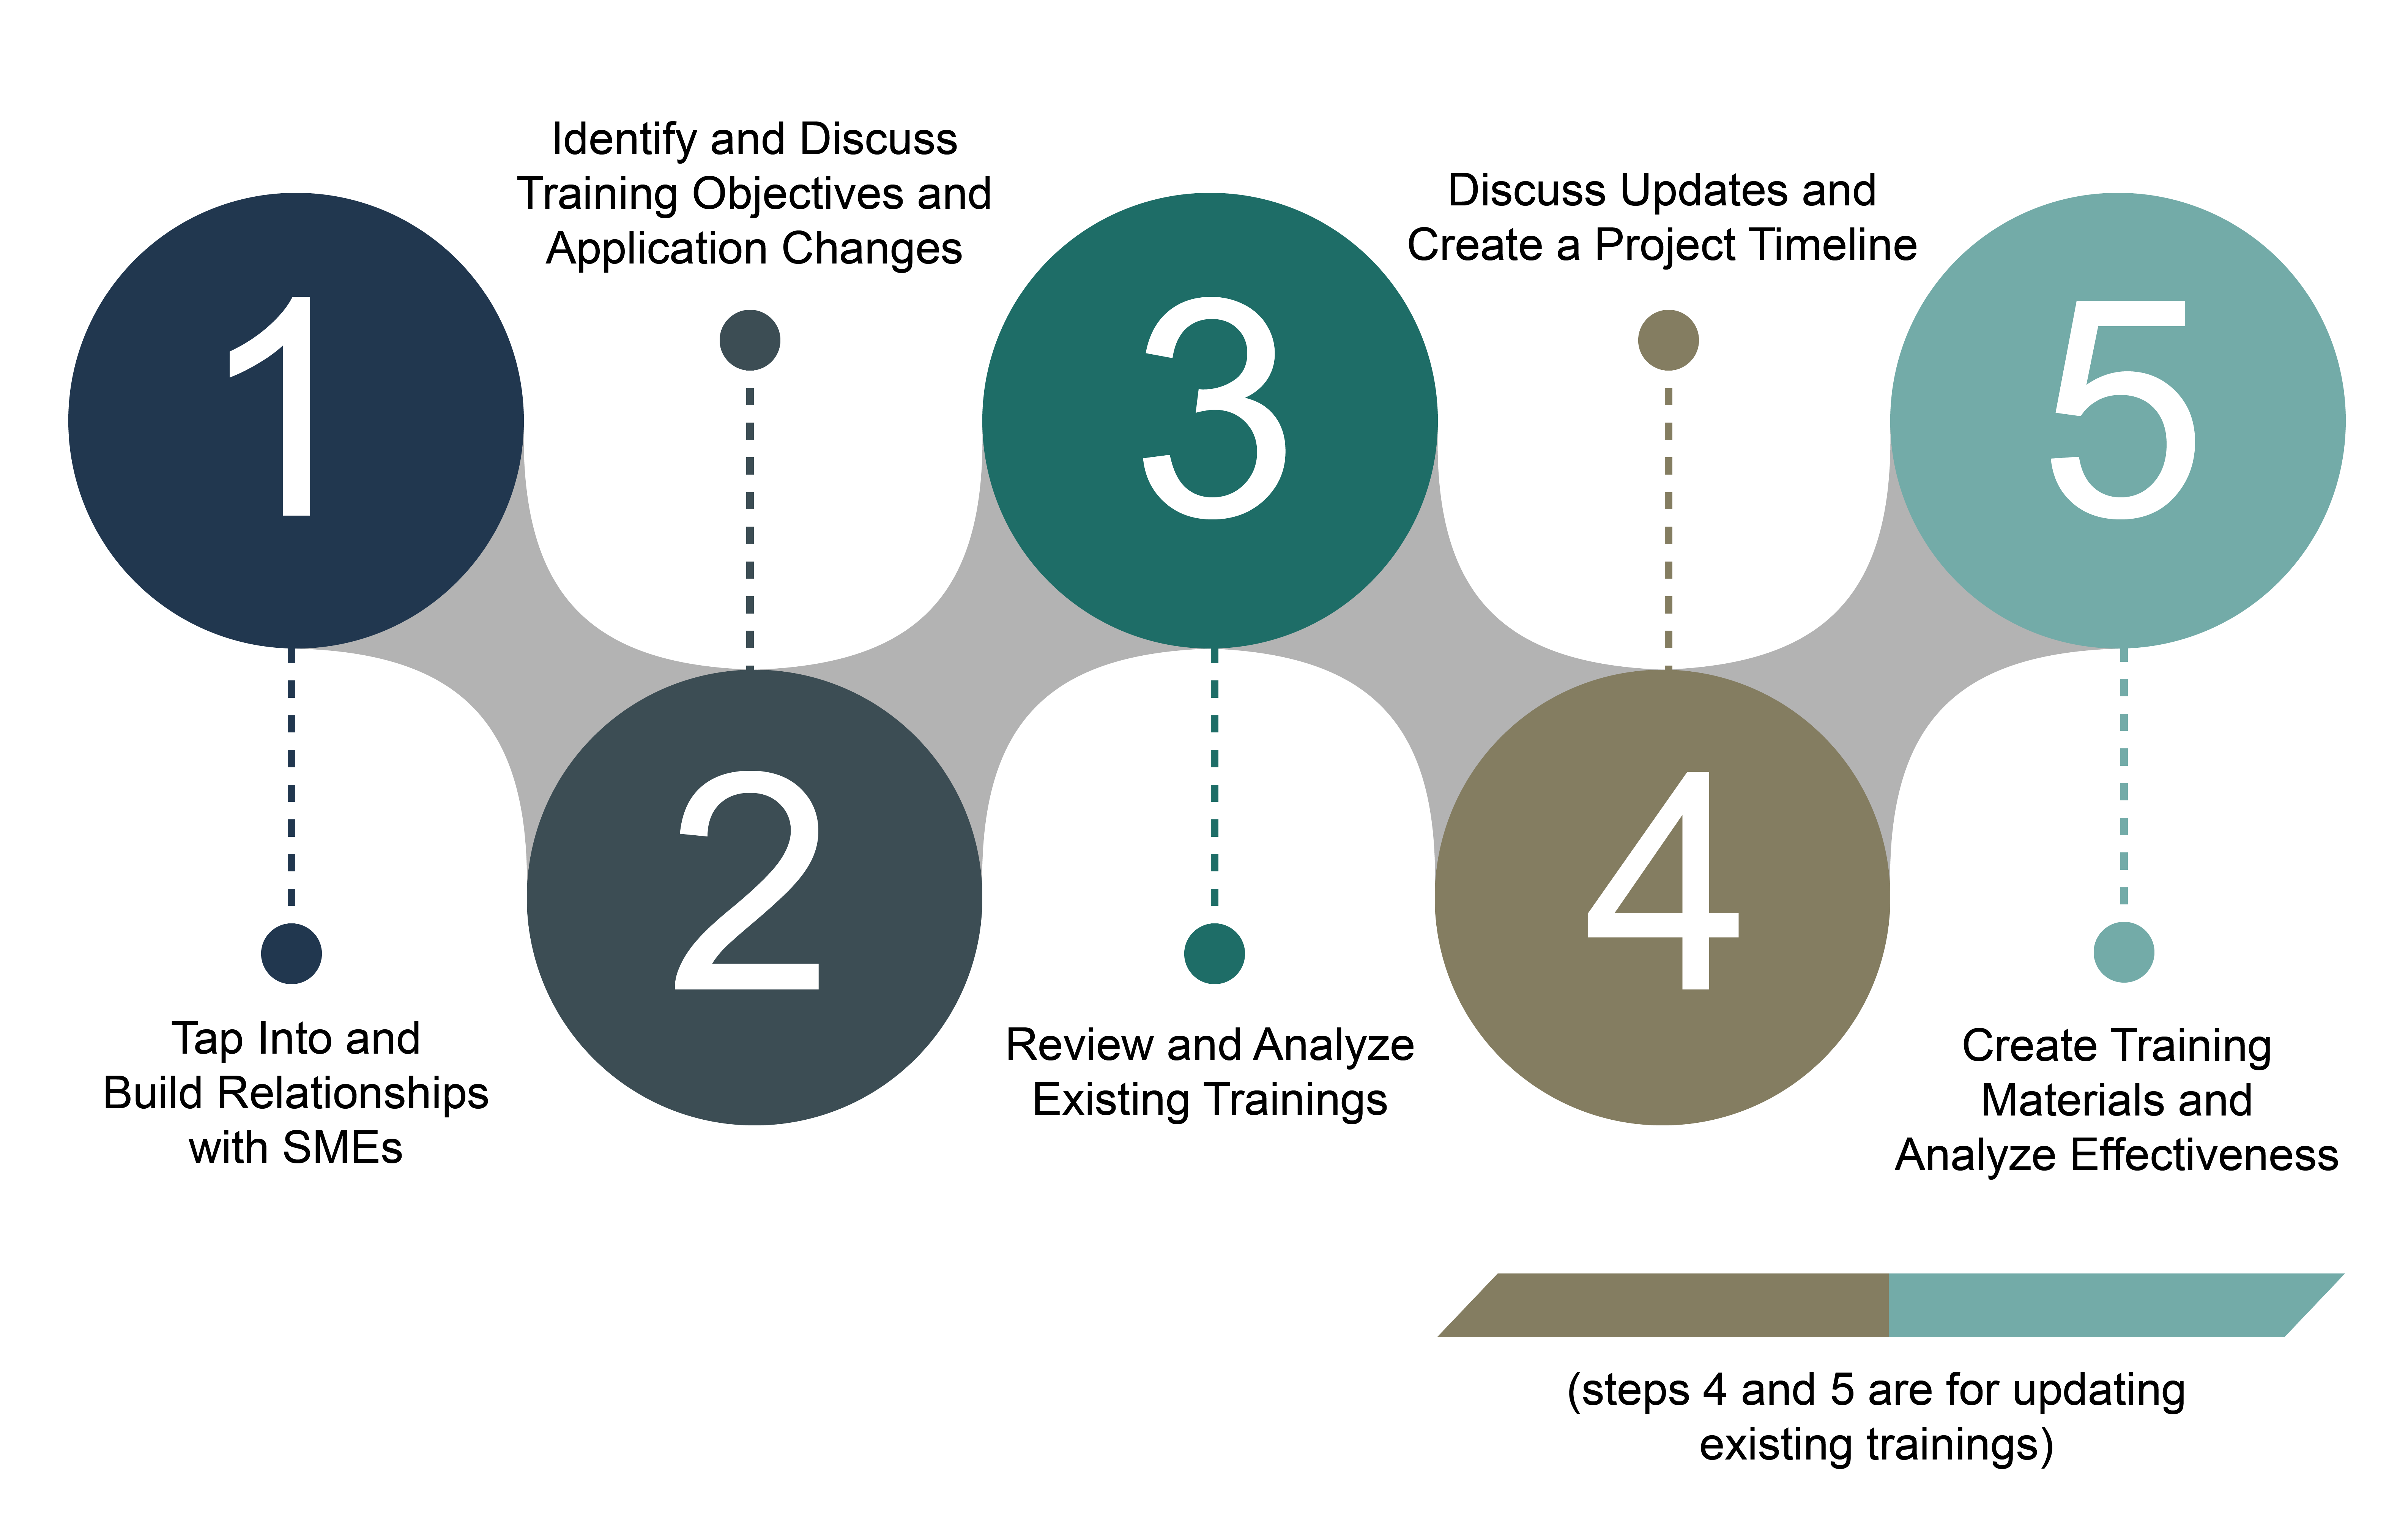 1
Tap Into and
Build Relationships
with SMEs
2
Identify and Discuss
Training Objectives and
Application Changes
3
Review and Analyze
Existing Trainings
4
Discuss Updates and
Create a Project Timeline
5
Create Training
Materials and
Analyze Effectiveness
(steps 4 and 5 are for updating
existing trainings)